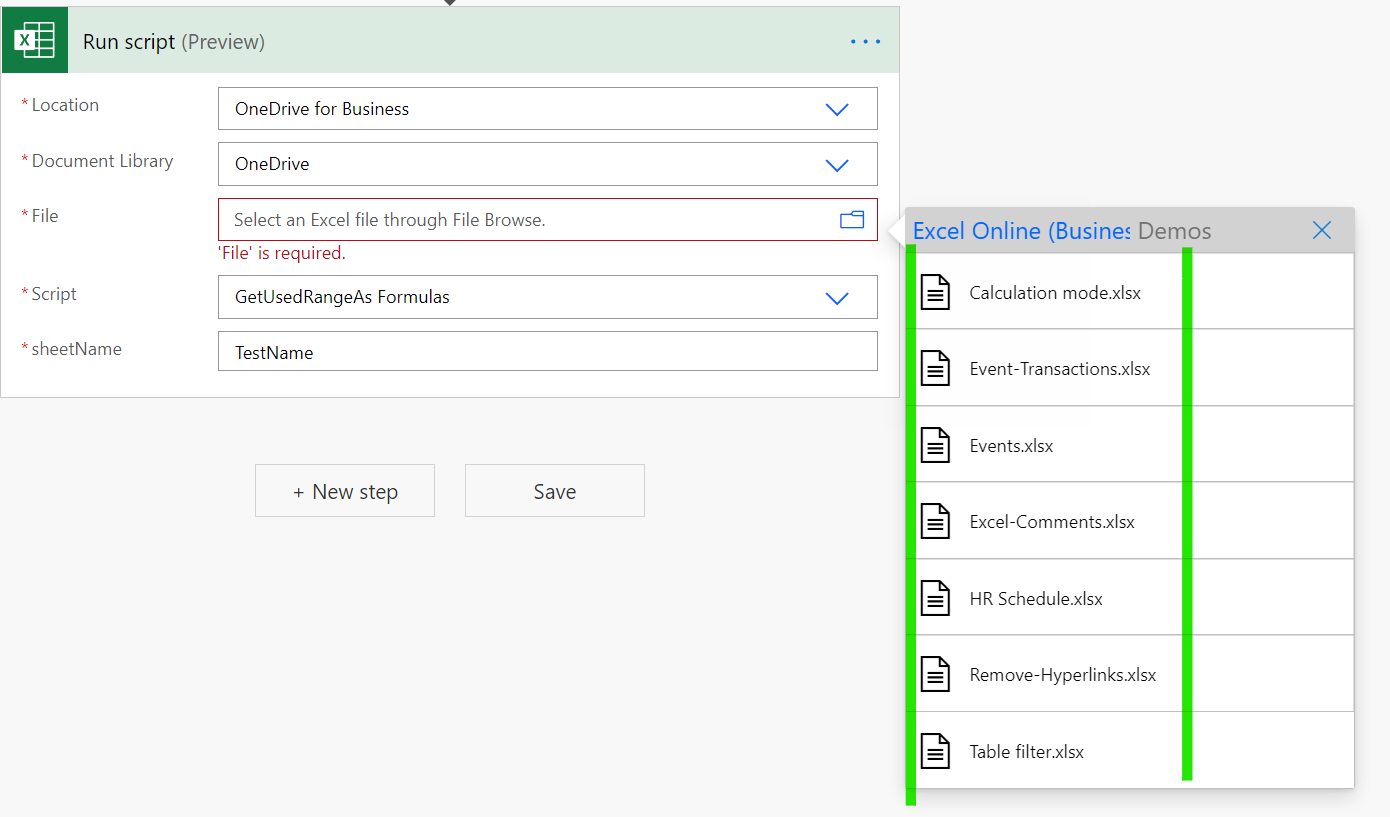 Run script (Preview)
*Location
OneDrive for Business
*Document Library
OneDrive
*File
Select an Excel file through File Browse.
'File' is required.
*Script
GetUsedRangeAs Formulas
*sheetName
TestName
+ New step
Save
Excel Online (Busines Demos
Calculation mode.xlsx
Event-Transactions.xlsx
Events.xlsx
Excel-Comments.xlsx
HR Schedule.xlsx
Remove-Hyperlinks.xlsx
Table filter.xlsx